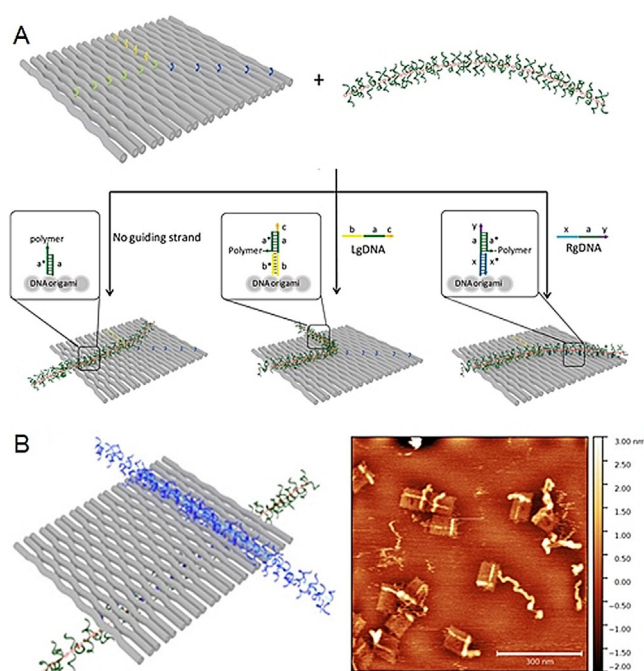 A
+
polymer
a* a
DNA origami
No guiding strand
c
a* a
Polymer
b* b
DNA origami
b a c
LgDNA
y
a a*
Polymer
x x*
DNA origami
x a y
RgDNA
B
3.00 nm
2.50
2.00
1.50
1.00
0.50
0.00
-0.50
-1.00
-1.50
-2.00
300 nm